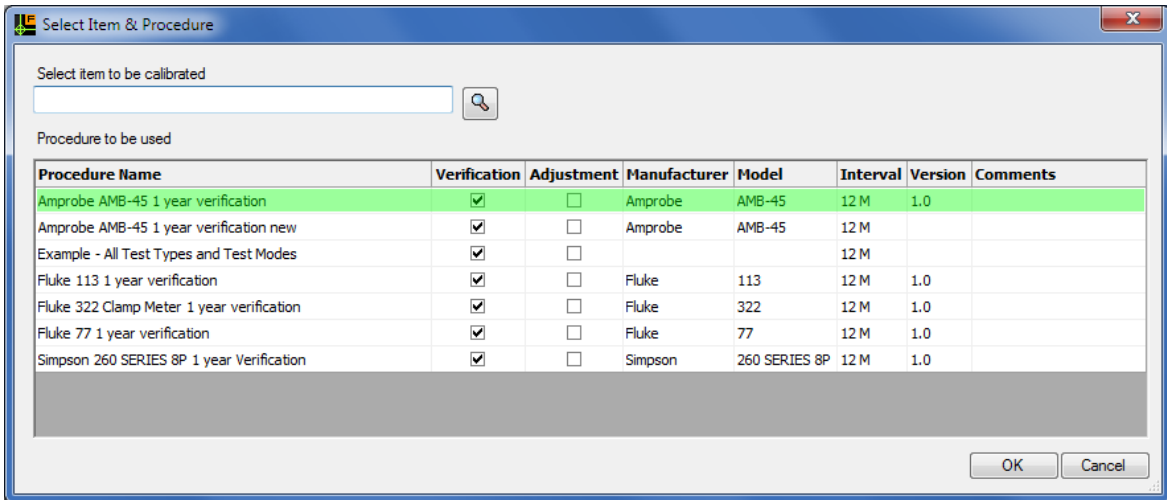 Select Item & Procedure
Select item to be calibrated
Procedure to be used
Procedure Name Verification Adjustment Manufacturer Model Interval Version Comments
Amprobe AMB-45 1 year verification Amprobe AMB-45 12 M 1.0
Amprobe AMB-45 1 year verification new Amprobe AMB-45 12 M
Example - All Test Types and Test Modes 12 M
Fluke 113 1 year verification Fluke 113 12 M 1.0
Fluke 322 Clamp Meter 1 year verification Fluke 322 12 M 1.0
Fluke 77 1 year verification Fluke 77 12 M 1.0
Simpson 260 SERIES 8P 1 year Verification Simpson 260 SERIES 8P 12 M 1.0
OK Cancel